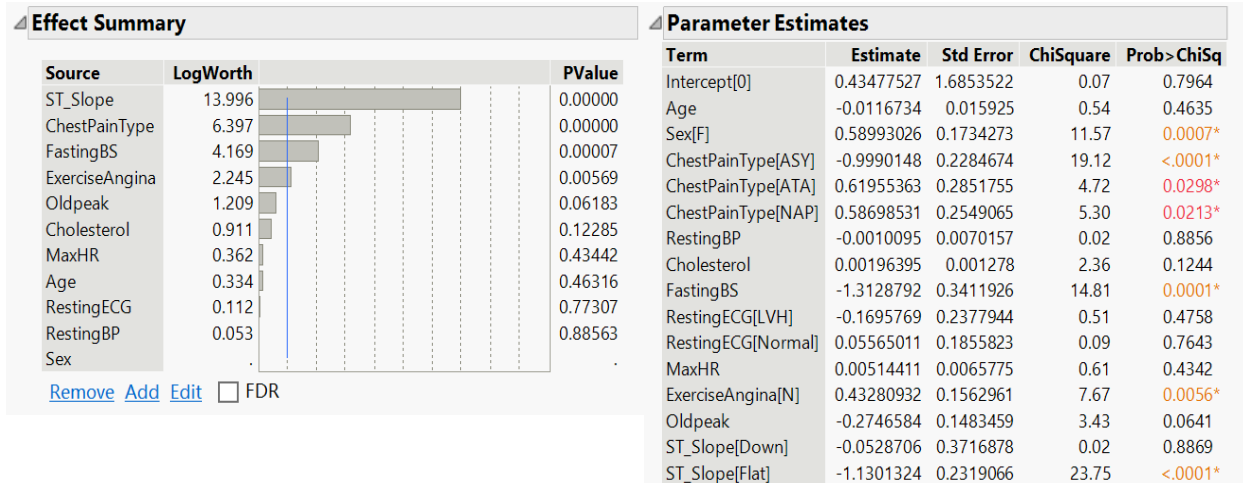 Effect Summary
Source LogWorth PValue
ST_Slope 13.996 0.00000
ChestPainType 6.397 0.00000
FastingBS 4.169 0.00007
ExerciseAngina 2.245 0.00569
Oldpeak 1.209 0.06183
Cholesterol 0.911 0.12285
MaxHR 0.362 0.43442
Age 0.334 0.46316
RestingECG 0.112 0.77307
RestingBP 0.053 0.88563
Sex . .
Remove Add Edit FDR
Parameter Estimates
Term Estimate Std Error ChiSquare Prob>ChiSq
Intercept[0] 0.43477527 1.6853522 0.07 0.7964
Age -0.0116734 0.015925 0.54 0.4635
Sex[F] 0.58993026 0.1734273 11.57 0.0007*
ChestPainType[ASY] -0.9990148 0.2284674 19.12 <.0001*
ChestPainType[ATA] 0.61955363 0.2851755 4.72 0.0298*
ChestPainType[NAP] 0.58698531 0.2549065 5.30 0.0213*
RestingBP -0.0010095 0.0070157 0.02 0.8856
Cholesterol 0.00196395 0.001278 2.36 0.1244
FastingBS -1.3128792 0.3411926 14.81 0.0001*
RestingECG[LVH] -0.1695769 0.2377944 0.51 0.4758
RestingECG[Normal] 0.05565011 0.1855823 0.09 0.7643
MaxHR 0.00514411 0.0065775 0.61 0.4342
ExerciseAngina[N] 0.43280932 0.1562961 7.67 0.0056*
Oldpeak -0.2746584 0.1483459 3.43 0.0641
ST_Slope[Down] -0.0528706 0.3716878 0.02 0.8869
ST_Slope[Flat] -1.1301324 0.2319066 23.75 <.0001*